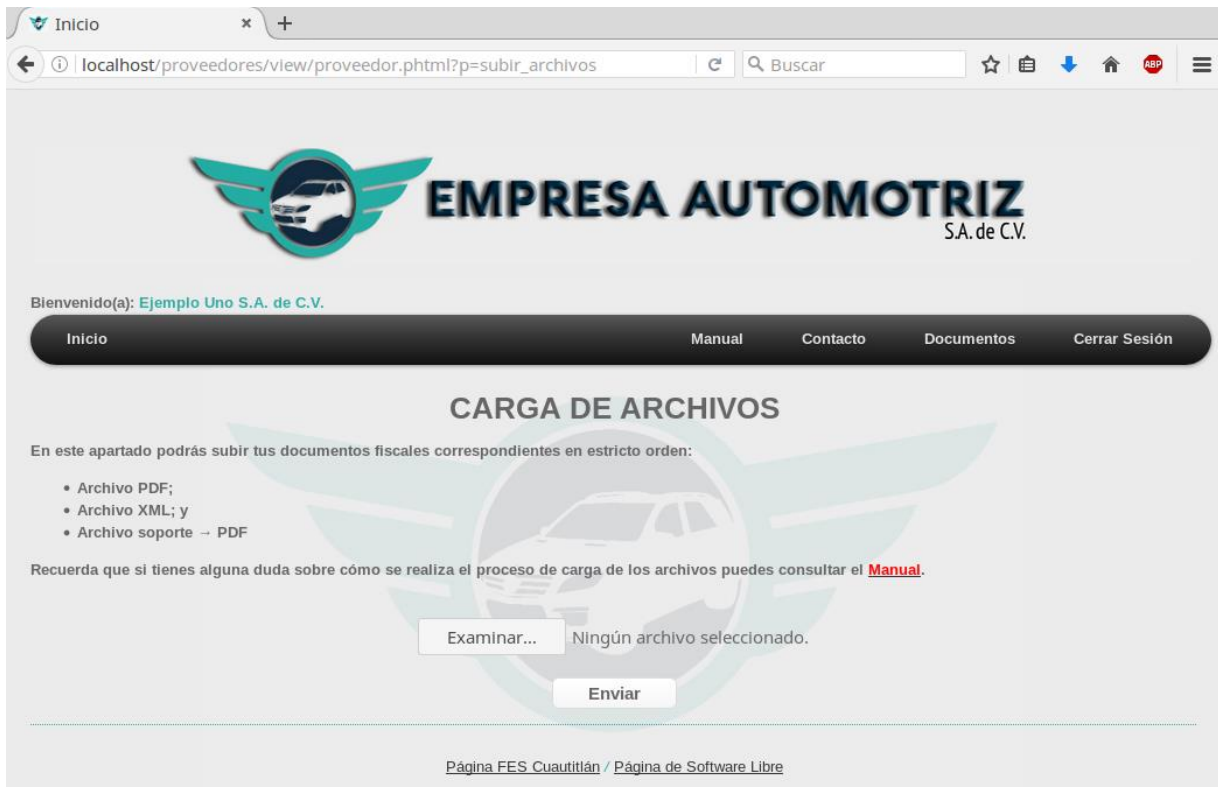 Inicio × +
localhost/proveedores/view/proveedor.phtml?p=subir_archivos Buscar ABP
EMPRESA AUTOMOTRIZ
S.A. de C.V.
Bienvenido(a): Ejemplo Uno S.A. de C.V.
Inicio Manual Contacto Documentos Cerrar Sesión
CARGA DE ARCHIVOS
En este apartado podrás subir tus documentos fiscales correspondientes en estricto orden:
• Archivo PDF;
• Archivo XML; y
• Archivo soporte → PDF
Recuerda que si tienes alguna duda sobre cómo se realiza el proceso de carga de los archivos puedes consultar el Manual.
Examinar... Ningún archivo seleccionado.
Enviar
Página FES Cuautitlán / Página de Software Libre